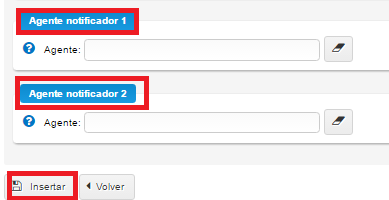 Agente notificador 1
Agente:
Agente notificador 2
Agente:
Insertar Volver